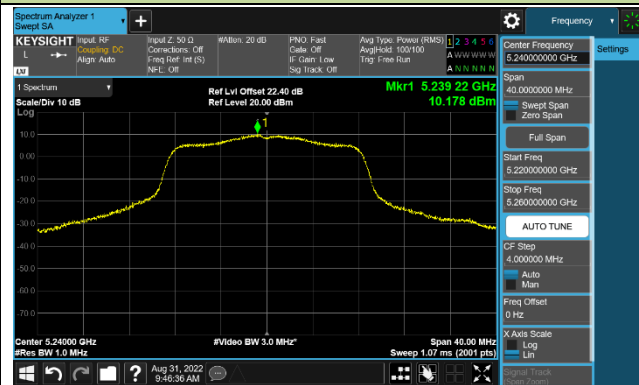 Spectrum Analyzer 1
Swept SA
Frequency
KEYSIGHT
Input: RF
Coupling: DC
Align: Auto
Input Z: 50 Ω
Corrections: Off
Freq Ref: Int (S)
NFE: Off
#Atten: 20 dB
PNO: Fast
Gate: Off
IF Gain: Low
Sig Track: Off
Avg Type: Power (RMS)
Avg|Hold: 100/100
Trig: Free Run
1 2 3 4 5 6
A W W W W W
A N N N N N
LXI
1 Spectrum
Scale/Div 10 dB
Log
Ref Lvl Offset 22.40 dB
Ref Level 20.00 dBm
Mkr1 5.239 22 GHz
10.178 dBm
1
10.0
0.00
-10.0
-20.0
-30.0
-40.0
-50.0
-60.0
-70.0
Center 5.24000 GHz
#Res BW 1.0 MHz
#Video BW 3.0 MHz*
Span 40.00 MHz
Sweep 1.07 ms (2001 pts)
Aug 31, 2022
9:46:36 AM
Center Frequency
5.240000000 GHz
Settings
Span
40.0000000 MHz
Swept Span
Zero Span
Full Span
Start Freq
5.220000000 GHz
Stop Freq
5.260000000 GHz
AUTO TUNE
CF Step
4.000000 MHz
Auto
Man
Freq Offset
0 Hz
X Axis Scale
Log
Lin
Signal Track
(Span Zoom)